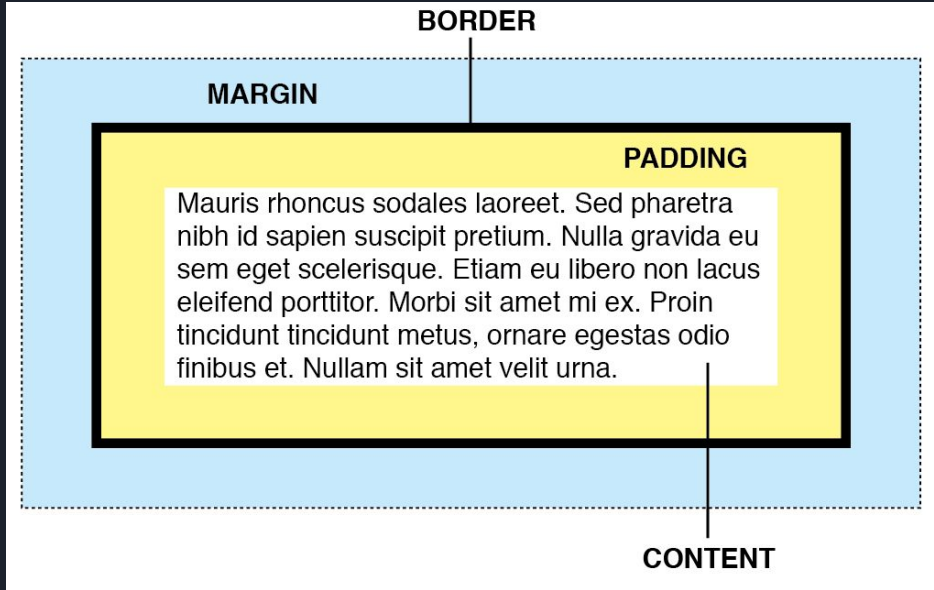 BORDER
MARGIN
PADDING
Mauris rhoncus sodales laoreet. Sed pharetra
nibh id sapien suscipit pretium. Nulla gravida eu
sem eget scelerisque. Etiam eu libero non lacus
eleifend porttitor. Morbi sit amet mi ex. Proin
tincidunt tincidunt metus, ornare egestas odio
finibus et. Nullam sit amet velit urna.
CONTENT